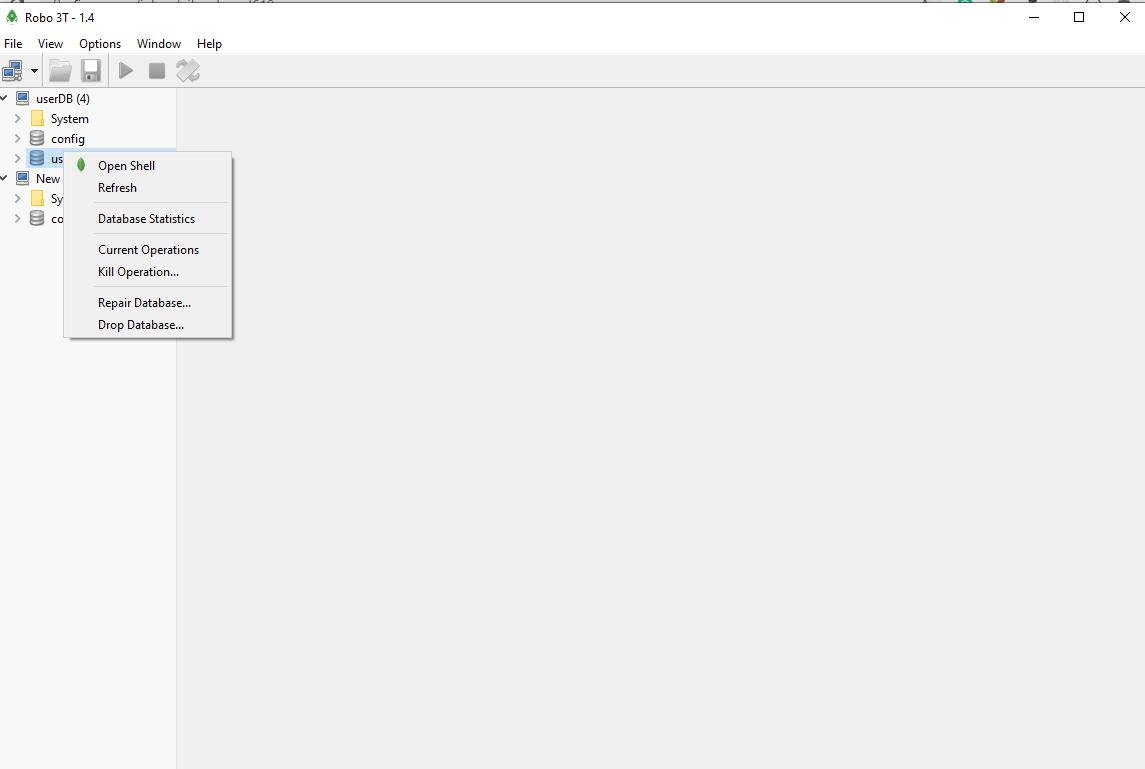 Robo 3T - 1.4
File View Options Window Help
userDB (4)
System
config
us
Open Shell
New
Refresh
Sy
co
Database Statistics
Current Operations
Kill Operation...
Repair Database...
Drop Database...